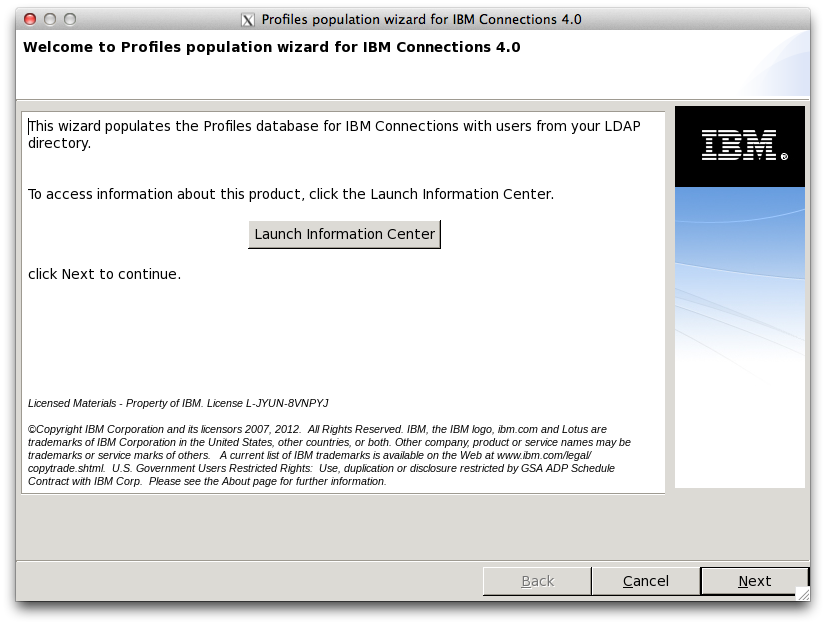 Profiles population wizard for IBM Connections 4.0
Welcome to Profiles population wizard for IBM Connections 4.0
This wizard populates the Profiles database for IBM Connections with users from your LDAP
directory.
IBM®
To access information about this product, click the Launch Information Center.
Launch Information Center
click Next to continue.
Licensed Materials - Property of IBM. License L-JYUN-8VNPYJ
©Copyright IBM Corporation and its licensors 2007, 2012.  All Rights Reserved. IBM, the IBM logo, ibm.com and Lotus are
trademarks of IBM Corporation in the United States, other countries, or both. Other company, product or service names may be
trademarks or service marks of others.   A current list of IBM trademarks is available on the Web at www.ibm.com/legal/
copytrade.shtml.  U.S. Government Users Restricted Rights:  Use, duplication or disclosure restricted by GSA ADP Schedule
Contract with IBM Corp.  Please see the About page for further information.
Back Cancel Next